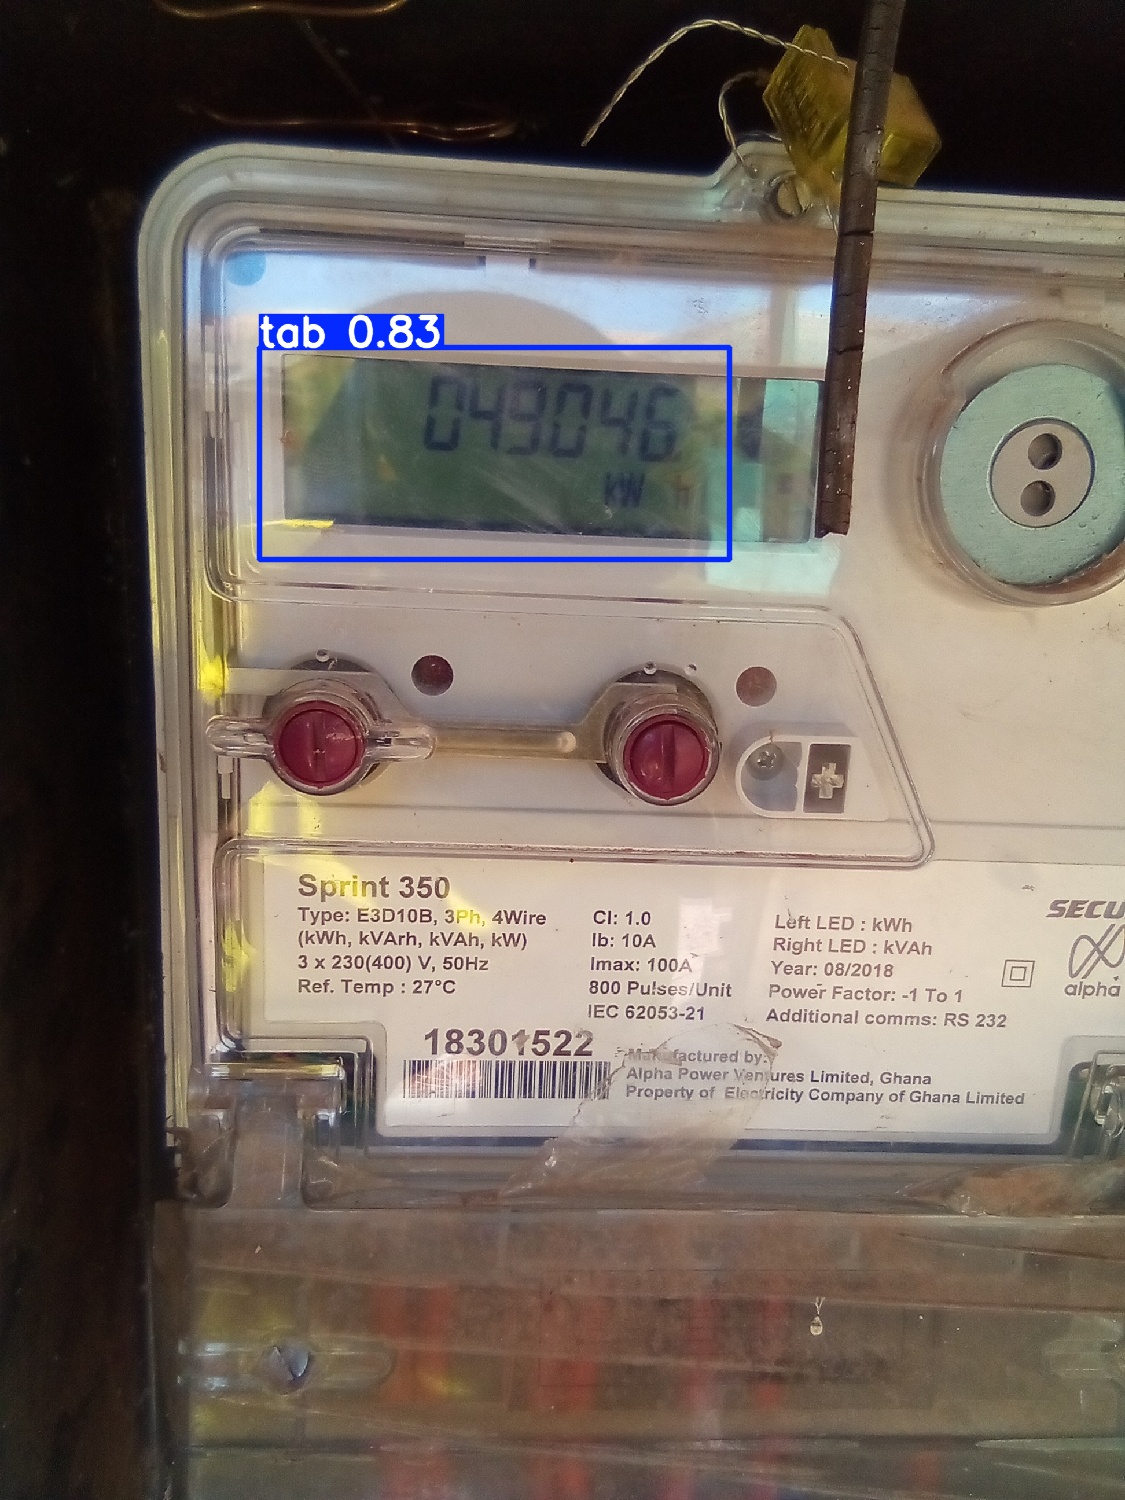 tab 0.83
049046
kW h
Sprint 350
Type: E3D10B, 3Ph, 4Wire
(kWh, kVArh, kVAh, kW)
3 x 230(400) V, 50Hz
Ref. Temp : 27°C
Cl: 1.0
Ib: 10A
Imax: 100A
800 Pulses/Unit
IEC 62053-21
Left LED : kWh
Right LED : kVAh
Year: 08/2018
Power Factor: -1 To 1
Additional comms: RS 232
SECU
alpha
18301522
Manufactured by:
Alpha Power Ventures Limited, Ghana
Property of Electricity Company of Ghana Limited